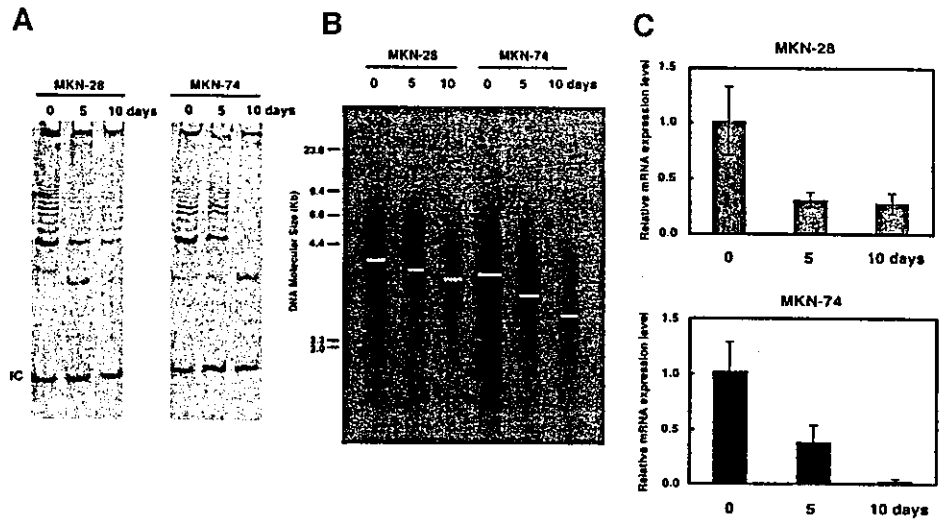 A
MKN-28 MKN-74
0 5 10 days 0 5 10 days
IC
B
MKN-28 MKN-74
0 5 10 0 5 10 days
DNA Molecular Size (Kb)
23.0
9.4
6.6
4.4
2.0
C
MKN-28
Relative mRNA expression level
1.5
1.0
0.5
0.0
0 5 10 days
MKN-74
Relative mRNA expression level
1.5
1.0
0.5
0.0
0 5 10 days